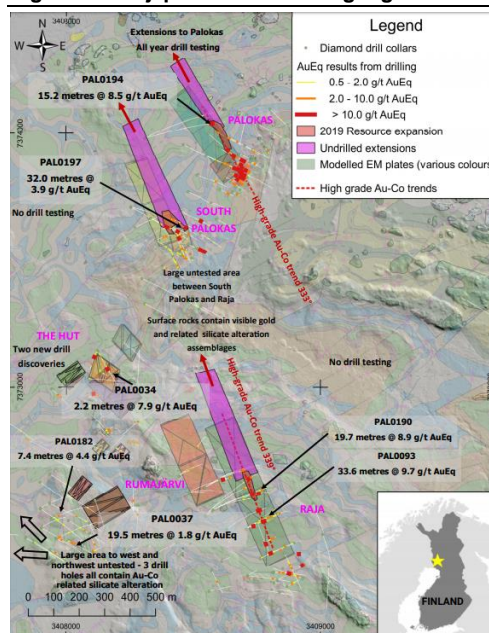 3408000
N
W
E
S
Extensions to Palokas
All year drill testing
PAL0194
15.2 metres @ 8.5 g/t AuEq
PALOKAS
Legend
Diamond drill collars
AuEq results from drilling
0.5 - 2.0 g/t AuEq
2.0 - 10.0 g/t AuEq
> 10.0 g/t AuEq
2019 Resource expansion
Undrilled extensions
Modelled EM plates (various colours)
High grade Au-Co trends
7374000
PAL0197
32.0 metres @
3.9 g/t AuEq
No drill testing
SOUTH
PALOKAS
High-grade Au-Co trend 333°
Large untested area
between South
Palokas and Raja
Surface rocks contain visible gold
and related silicate alteration
assemblages
THE HUT
Two new drill
discoveries
No drill testing
7373000
PAL0034
2.2 metres @ 7.9 g/t AuEq
High-grade Au-Co trend 339°
PAL0182
7.4 metres @ 4.4 g/t AuEq
PAL0190
19.7 metres @ 8.9 g/t AuEq
PAL0093
33.6 metres @ 9.7 g/t AuEq
RUMAJÄRVI
RAJA
PAL0037
19.5 metres @ 1.8 g/t AuEq
Large area to west and
northwest untested - 3 drill
holes all contain Au-Co
related silicate alteration
0 100 200 300 400 500 m
3408000
3409000
FINLAND